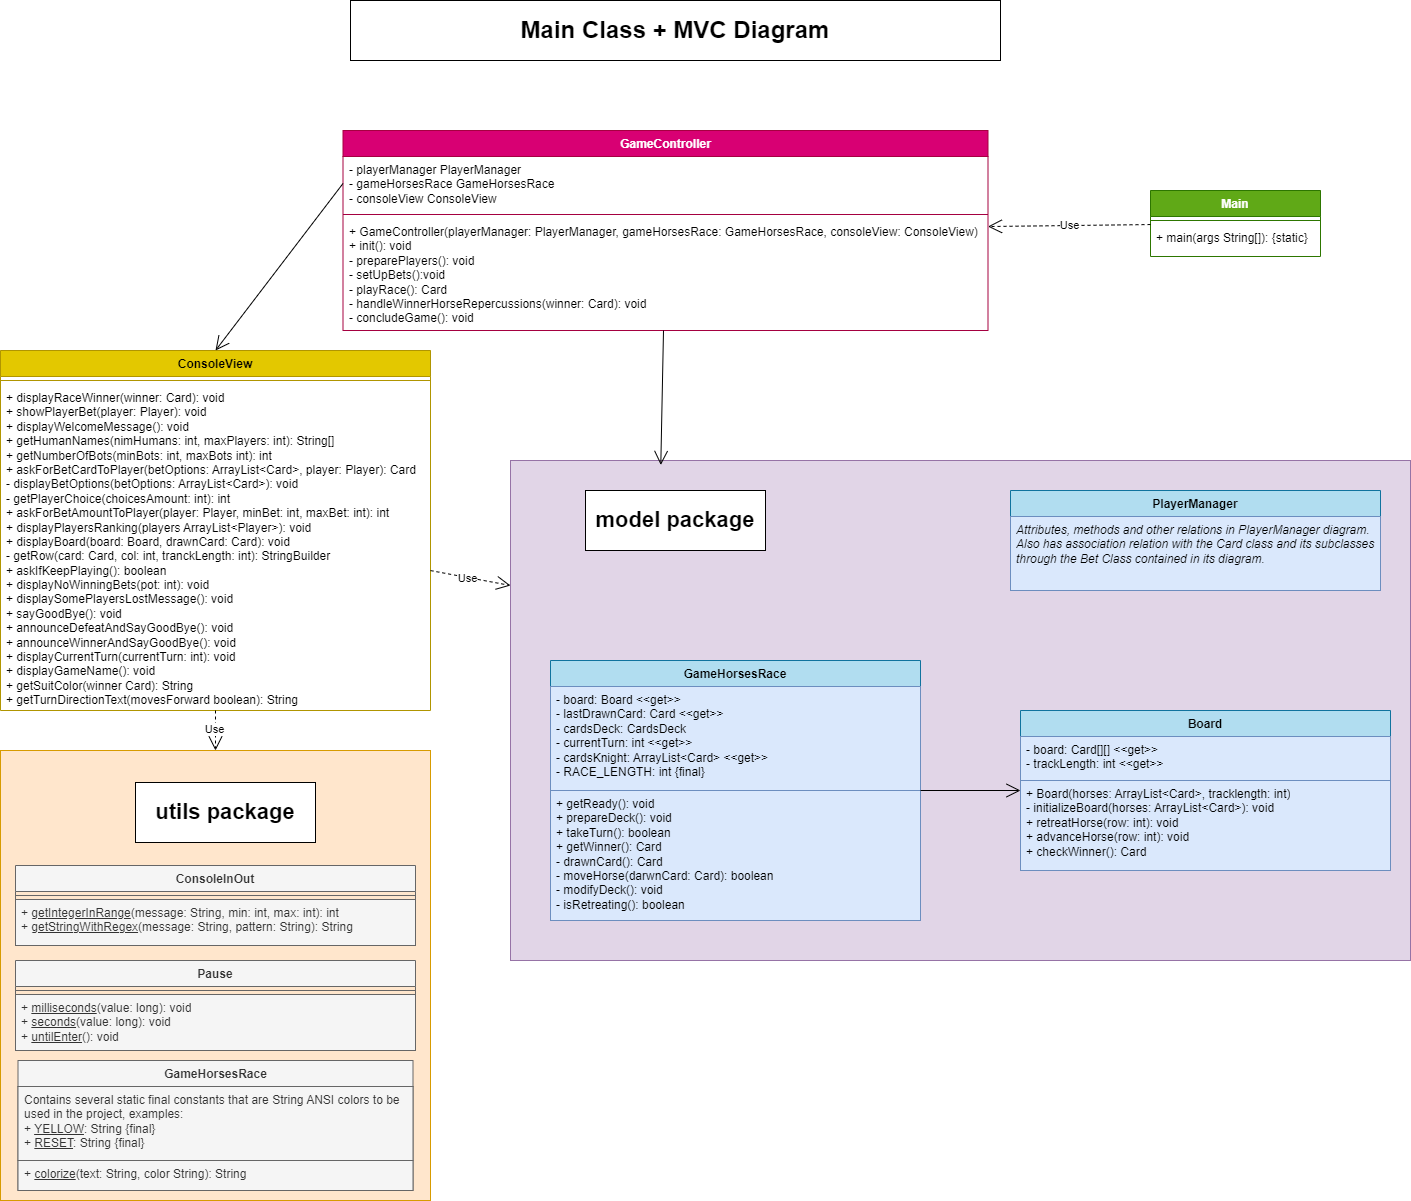 Main Class + MVC Diagram
GameController
- playerManager PlayerManager
- gameHorsesRace GameHorsesRace
- consoleView ConsoleView
+ GameController(playerManager: PlayerManager, gameHorsesRace: GameHorsesRace, consoleView: ConsoleView)
+ init(): void
- preparePlayers(): void
- setUpBets():void
- playRace(): Card
- handleWinnerHorseRepercussions(winner: Card): void
- concludeGame(): void
Use
Main
+ main(args String[]): {static}
ConsoleView
+ displayRaceWinner(winner: Card): void
+ showPlayerBet(player: Player): void
+ displayWelcomeMessage(): void
+ getHumanNames(nimHumans: int, maxPlayers: int): String[]
+ getNumberOfBots(minBots: int, maxBots int): int
+ askForBetCardToPlayer(betOptions: ArrayList<Card>, player: Player): Card
- displayBetOptions(betOptions: ArrayList<Card>): void
- getPlayerChoice(choicesAmount: int): int
+ askForBetAmountToPlayer(player: Player, minBet: int, maxBet: int): int
+ displayPlayersRanking(players ArrayList<Player>): void
+ displayBoard(board: Board, drawnCard: Card): void
- getRow(card: Card, col: int, tranckLength: int): StringBuilder
+ askIfKeepPlaying(): boolean
+ displayNoWinningBets(pot: int): void
+ displaySomePlayersLostMessage(): void
+ sayGoodBye(): void
+ announceDefeatAndSayGoodBye(): void
+ announceWinnerAndSayGoodBye(): void
+ displayCurrentTurn(currentTurn: int): void
+ displayGameName(): void
+ getSuitColor(winner Card): String
+ getTurnDirectionText(movesForward boolean): String
Use
Use
model package
PlayerManager
Attributes, methods and other relations in PlayerManager diagram.
Also has association relation with the Card class and its subclasses
through the Bet Class contained in its diagram.
GameHorsesRace
- board: Board <<get>>
- lastDrawnCard: Card <<get>>
- cardsDeck: CardsDeck
- currentTurn: int <<get>>
- cardsKnight: ArrayList<Card> <<get>>
- RACE_LENGTH: int {final}
+ getReady(): void
+ prepareDeck(): void
+ takeTurn(): boolean
+ getWinner(): Card
- drawnCard(): Card
- moveHorse(darwnCard: Card): boolean
- modifyDeck(): void
- isRetreating(): boolean
Board
- board: Card[][] <<get>>
- trackLength: int <<get>>
+ Board(horses: ArrayList<Card>, tracklength: int)
- initializeBoard(horses: ArrayList<Card>): void
+ retreatHorse(row: int): void
+ advanceHorse(row: int): void
+ checkWinner(): Card
utils package
ConsoleInOut
+ getIntegerInRange(message: String, min: int, max: int): int
+ getStringWithRegex(message: String, pattern: String): String
Pause
+ milliseconds(value: long): void
+ seconds(value: long): void
+ untilEnter(): void
GameHorsesRace
Contains several static final constants that are String ANSI colors to be
used in the project, examples:
+ YELLOW: String {final}
+ RESET: String {final}
+ colorize(text: String, color String): String